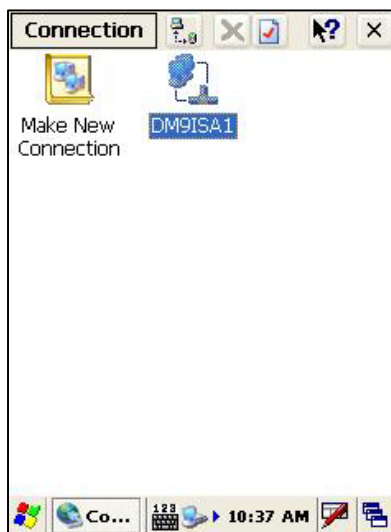 Connection
Make New
Connection
DM9ISA1
Co...
123
10:37 AM